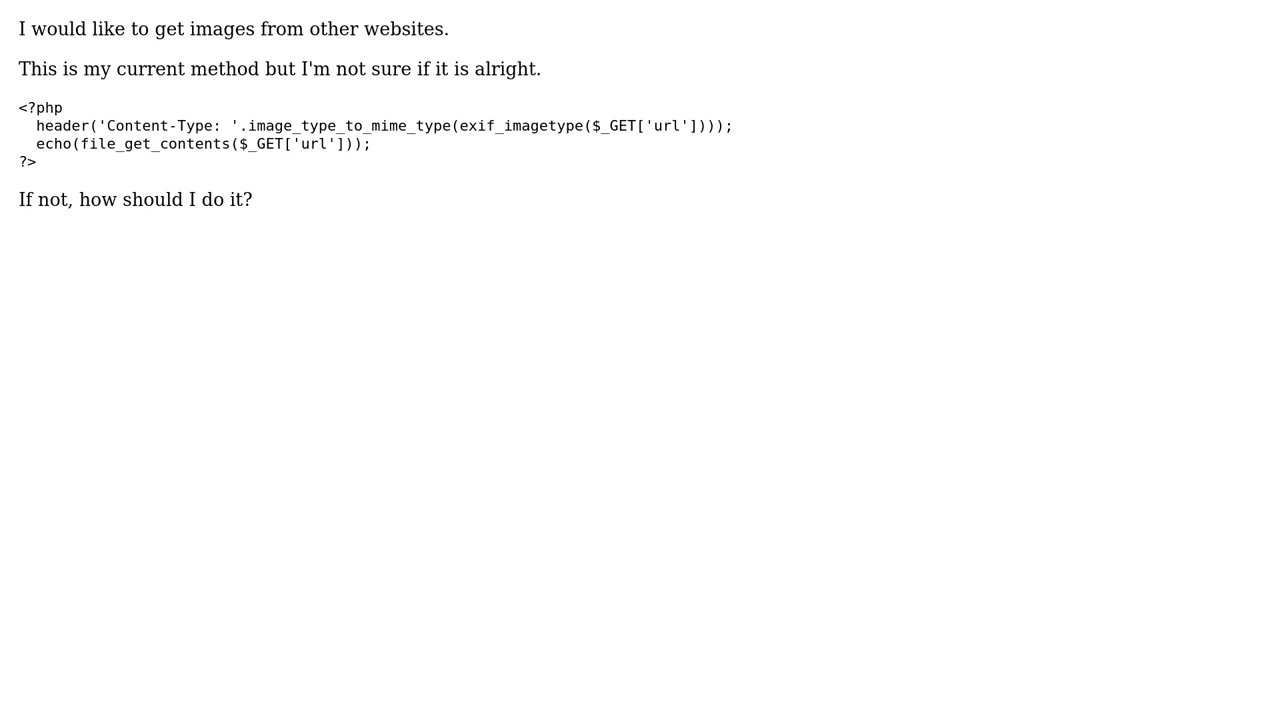 I would like to get images from other websites.
This is my current method but I'm not sure if it is alright.
<?php
  header('Content-Type: '.image_type_to_mime_type(exif_imagetype($_GET['url'])));
  echo(file_get_contents($_GET['url']));
?>
If not, how should I do it?